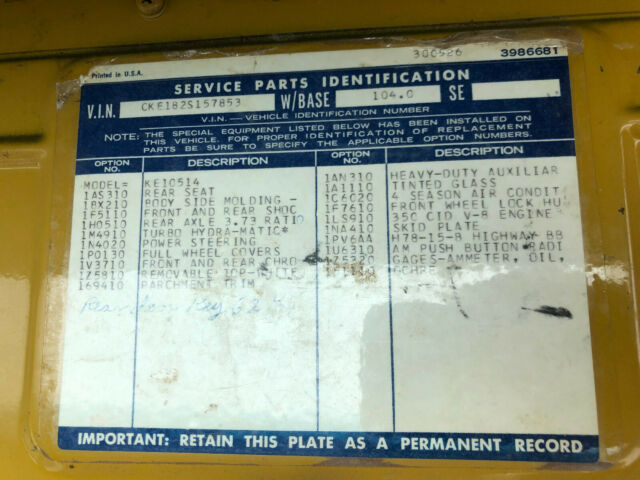 300526 3986681
Printed in U.S.A.
SERVICE PARTS IDENTIFICATION
V.I.N. CKE182S157853 W/BASE 104.0 SE
V.I.N. — VEHICLE IDENTIFICATION NUMBER
NOTE: THE SPECIAL EQUIPMENT LISTED BELOW HAS BEEN INSTALLED ON
THIS VEHICLE. FOR PROPER IDENTIFICATION OF REPLACEMENT
PARTS BE SURE TO SPECIFY THE APPLICABLE OPTION NUMBERS.
OPTION NO. DESCRIPTION
MODEL= KE10514
1AS310 REAR SEAT
1BX210 BODY SIDE MOLDING -
1F5110 FRONT AND REAR SHOC
1H0510 REAR AXLE 3.73 RATIO
1M4910 TURBO HYDRA-MATIC*
1N4020 POWER STEERING
1P0130 FULL WHEEL COVERS
1V3710 FRONT AND REAR CHRO
1Z5810 REMOVABLE TOP-WHITE
169410 PARCHMENT TRIM
Key 22
OPTION NO. DESCRIPTION
1AN310 HEAVY-DUTY AUXILIAR
1A1110 TINTED GLASS
1C6020 4 SEASON AIR CONDIT
1F7610 FRONT WHEEL LOCK HU
1LS910 350 CID V-8 ENGINE
1NA410 SKID PLATE
1PV6AA H78-15-B HIGHWAY BB
1U6310 AM PUSH BUTTON RADI
1Z5320 GAGES-AMMETER, OIL,
OCHRE
IMPORTANT: RETAIN THIS PLATE AS A PERMANENT RECORD